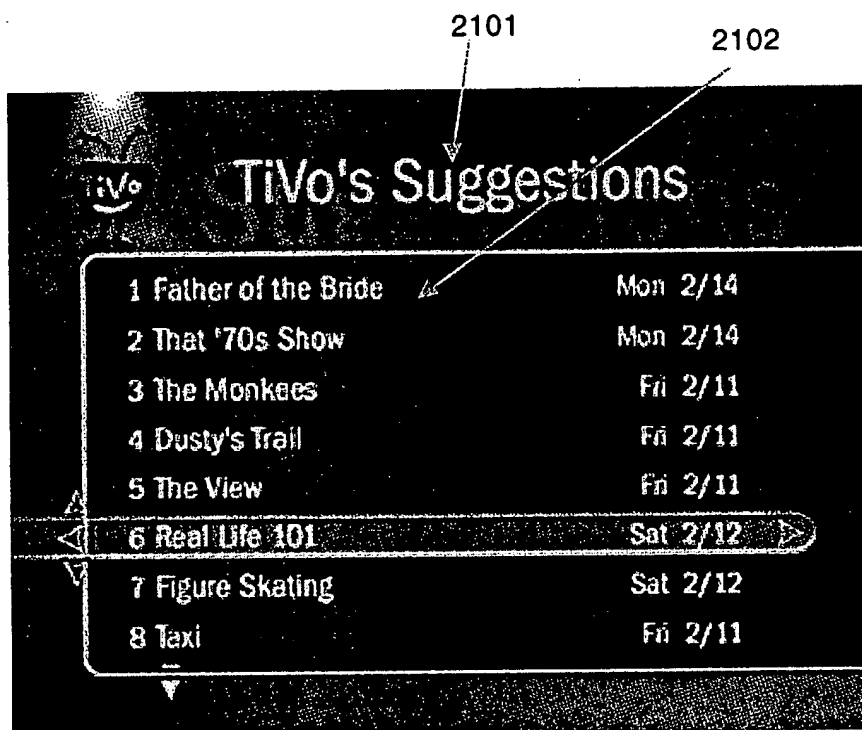 2101
2102
TiVo
TiVo's Suggestions
1 Father of the Bride Mon 2/14
2 That '70s Show Mon 2/14
3 The Monkees Fri 2/11
4 Dusty's Trail Fri 2/11
5 The View Fri 2/11
6 Real Life 101 Sat 2/12
7 Figure Skating Sat 2/12
8 Taxi Fri 2/11